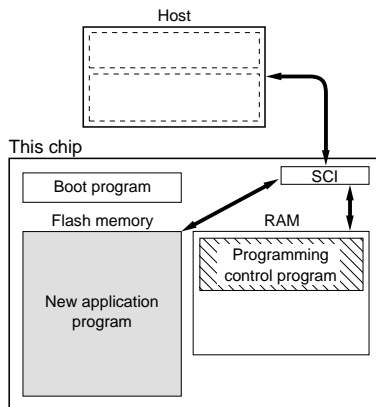 Host
This chip
SCI
Boot program
Flash memory
RAM
Programming
control program
New application
program